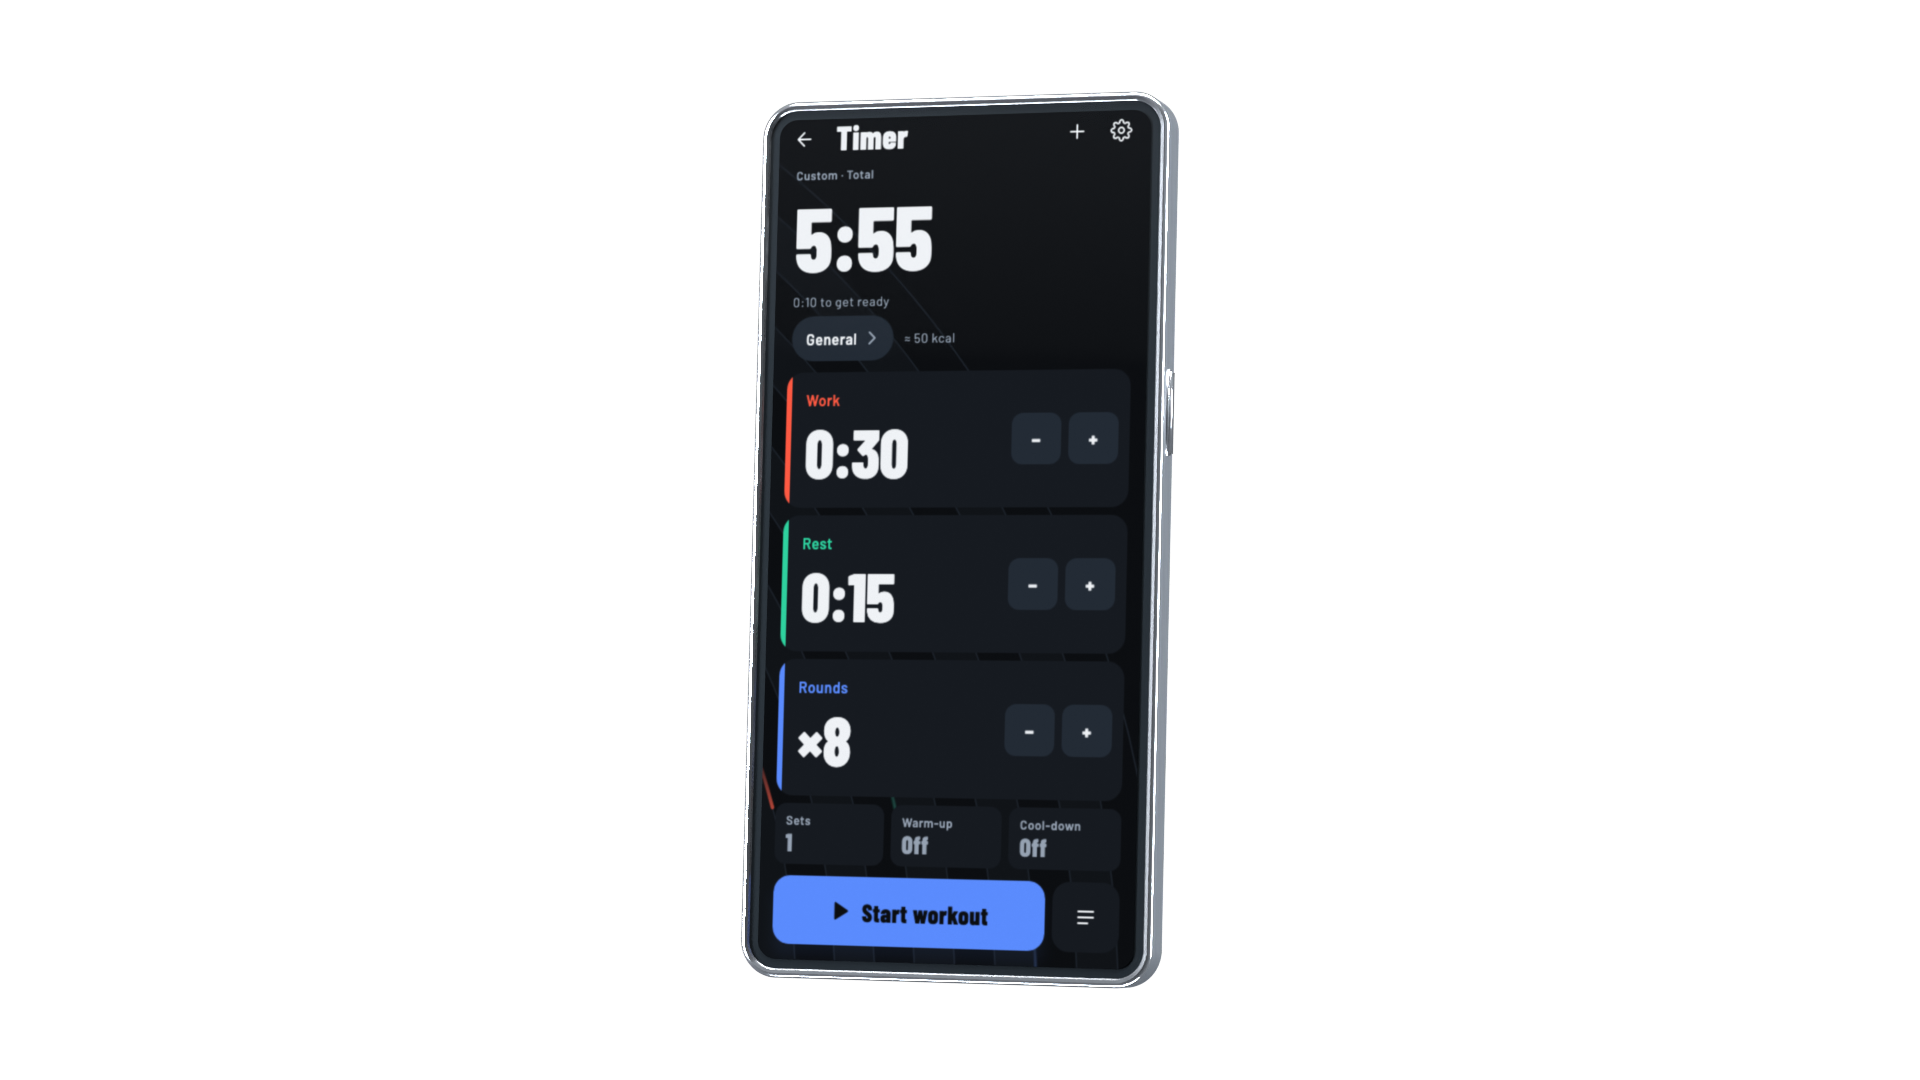 Timer
Custom · Total
5:55
0:10 to get ready
General
≈ 50 kcal
Work
0:30
- +
Rest
0:15
- +
Rounds
×8
- +
Sets
1
Warm-up
Off
Cool-down
Off
Start workout